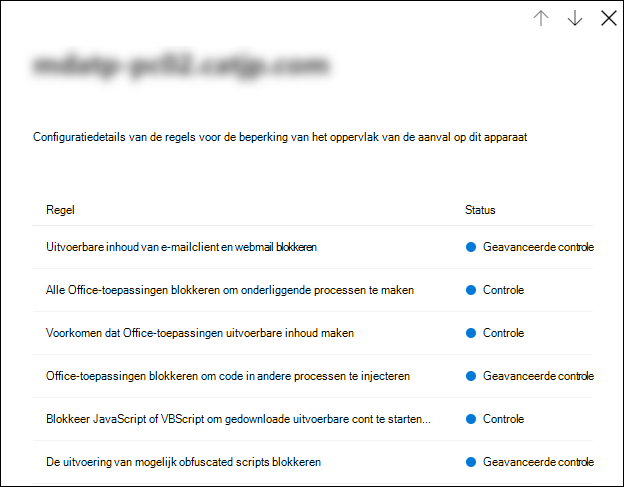 Configuratiedetails van de regels voor de beperking van het oppervlak van de aanval op dit apparaat
Regel Status
Uitvoerbare inhoud van e-mailclient en webmail blokkeren Geavanceerde controle
Alle Office-toepassingen blokkeren om onderliggende processen te maken Controle
Voorkomen dat Office-toepassingen uitvoerbare inhoud maken Controle
Office-toepassingen blokkeren om code in andere processen te injecteren Geavanceerde controle
Blokkeer JavaScript of VBScript om gedownloade uitvoerbare cont te starten... Controle
De uitvoering van mogelijk obfuscated scripts blokkeren Geavanceerde controle